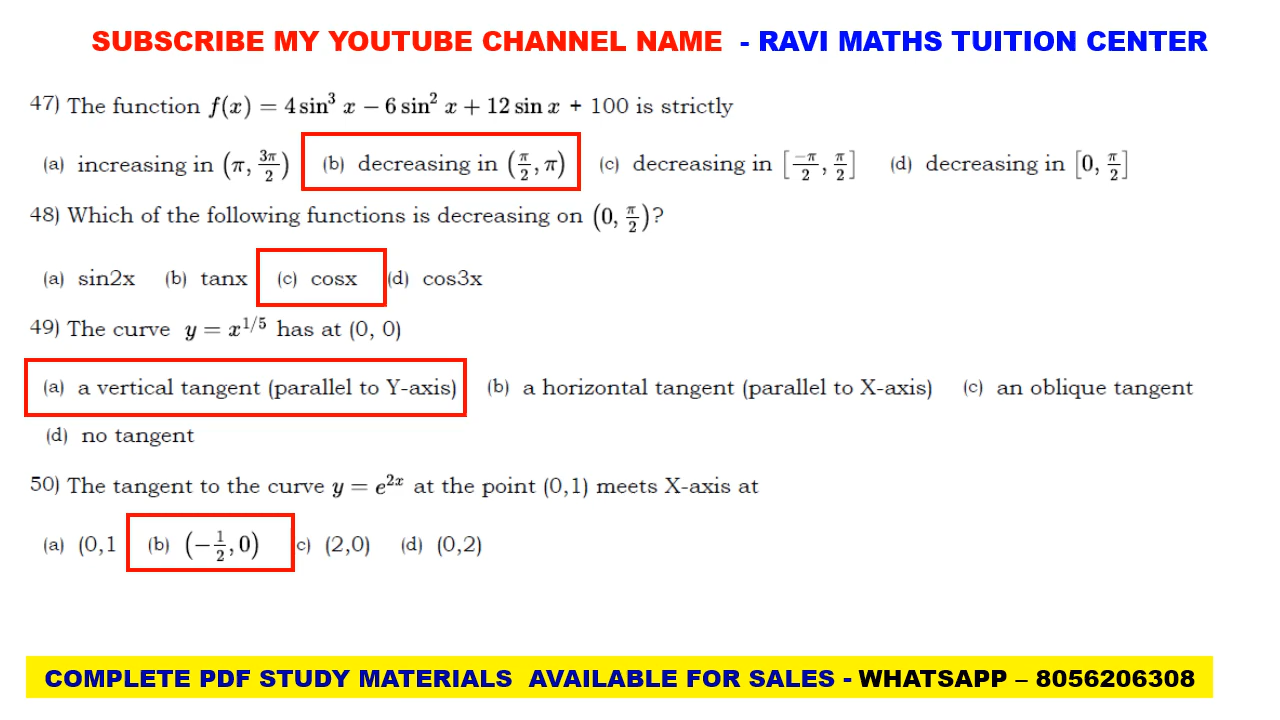 SUBSCRIBE MY YOUTUBE CHANNEL NAME - RAVI MATHS TUITION CENTER
47) The function f(x) = 4 sin³ x − 6 sin² x + 12 sin x + 100 is strictly
(a) increasing in (π, 3π/2) (b) decreasing in (π/2, π) (c) decreasing in [−π/2, π/2] (d) decreasing in [0, π/2]
48) Which of the following functions is decreasing on (0, π/2)?
(a) sin2x (b) tanx (c) cosx (d) cos3x
49) The curve y = x^1/5 has at (0, 0)
(a) a vertical tangent (parallel to Y-axis) (b) a horizontal tangent (parallel to X-axis) (c) an oblique tangent
(d) no tangent
50) The tangent to the curve y = e^2x at the point (0,1) meets X-axis at
(a) (0,1 (b) (−1/2, 0) c) (2,0) (d) (0,2)
COMPLETE PDF STUDY MATERIALS AVAILABLE FOR SALES - WHATSAPP – 8056206308